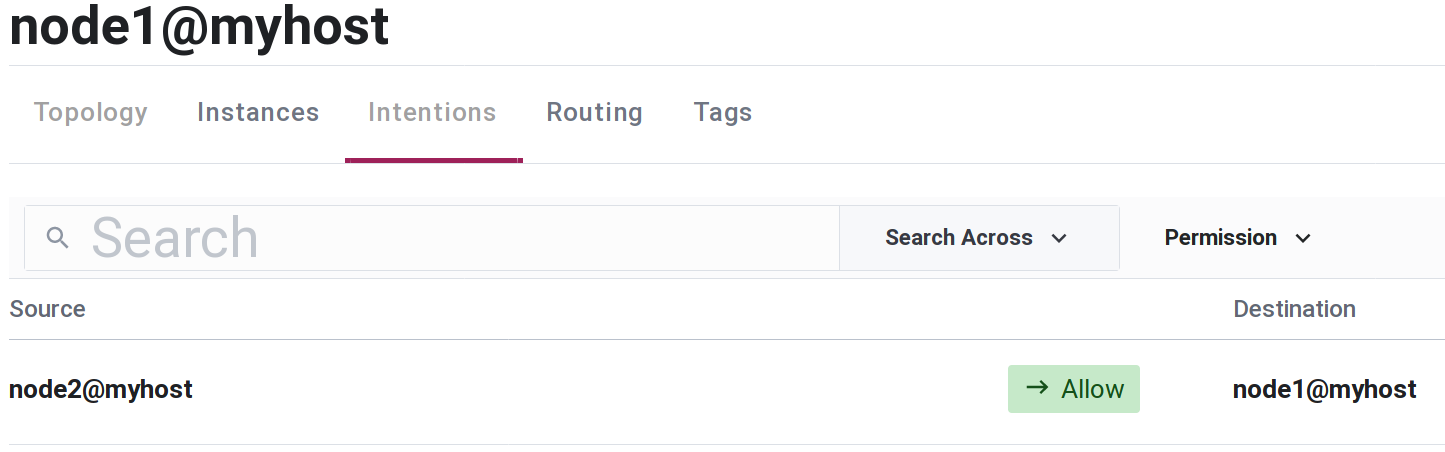 node1@myhost
Topology Instances Intentions Routing Tags
Search Search Across Permission
Source Destination
node2@myhost → Allow node1@myhost